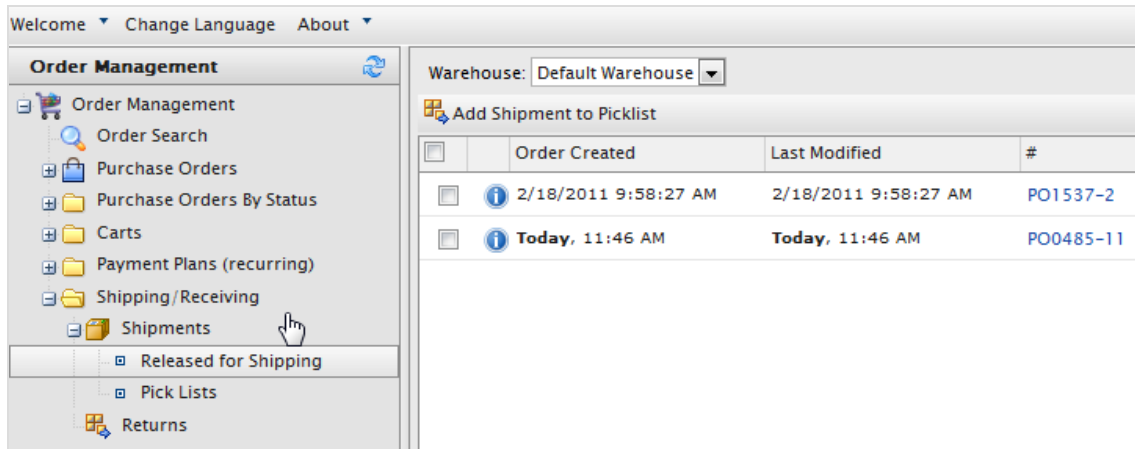 Welcome Change Language About
Order Management
Order Management
Order Search
Purchase Orders
Purchase Orders By Status
Carts
Payment Plans (recurring)
Shipping/Receiving
Shipments
Released for Shipping
Pick Lists
Returns
Warehouse: Default Warehouse
Add Shipment to Picklist
Order Created Last Modified #
2/18/2011 9:58:27 AM 2/18/2011 9:58:27 AM PO1537-2
Today, 11:46 AM Today, 11:46 AM PO0485-11